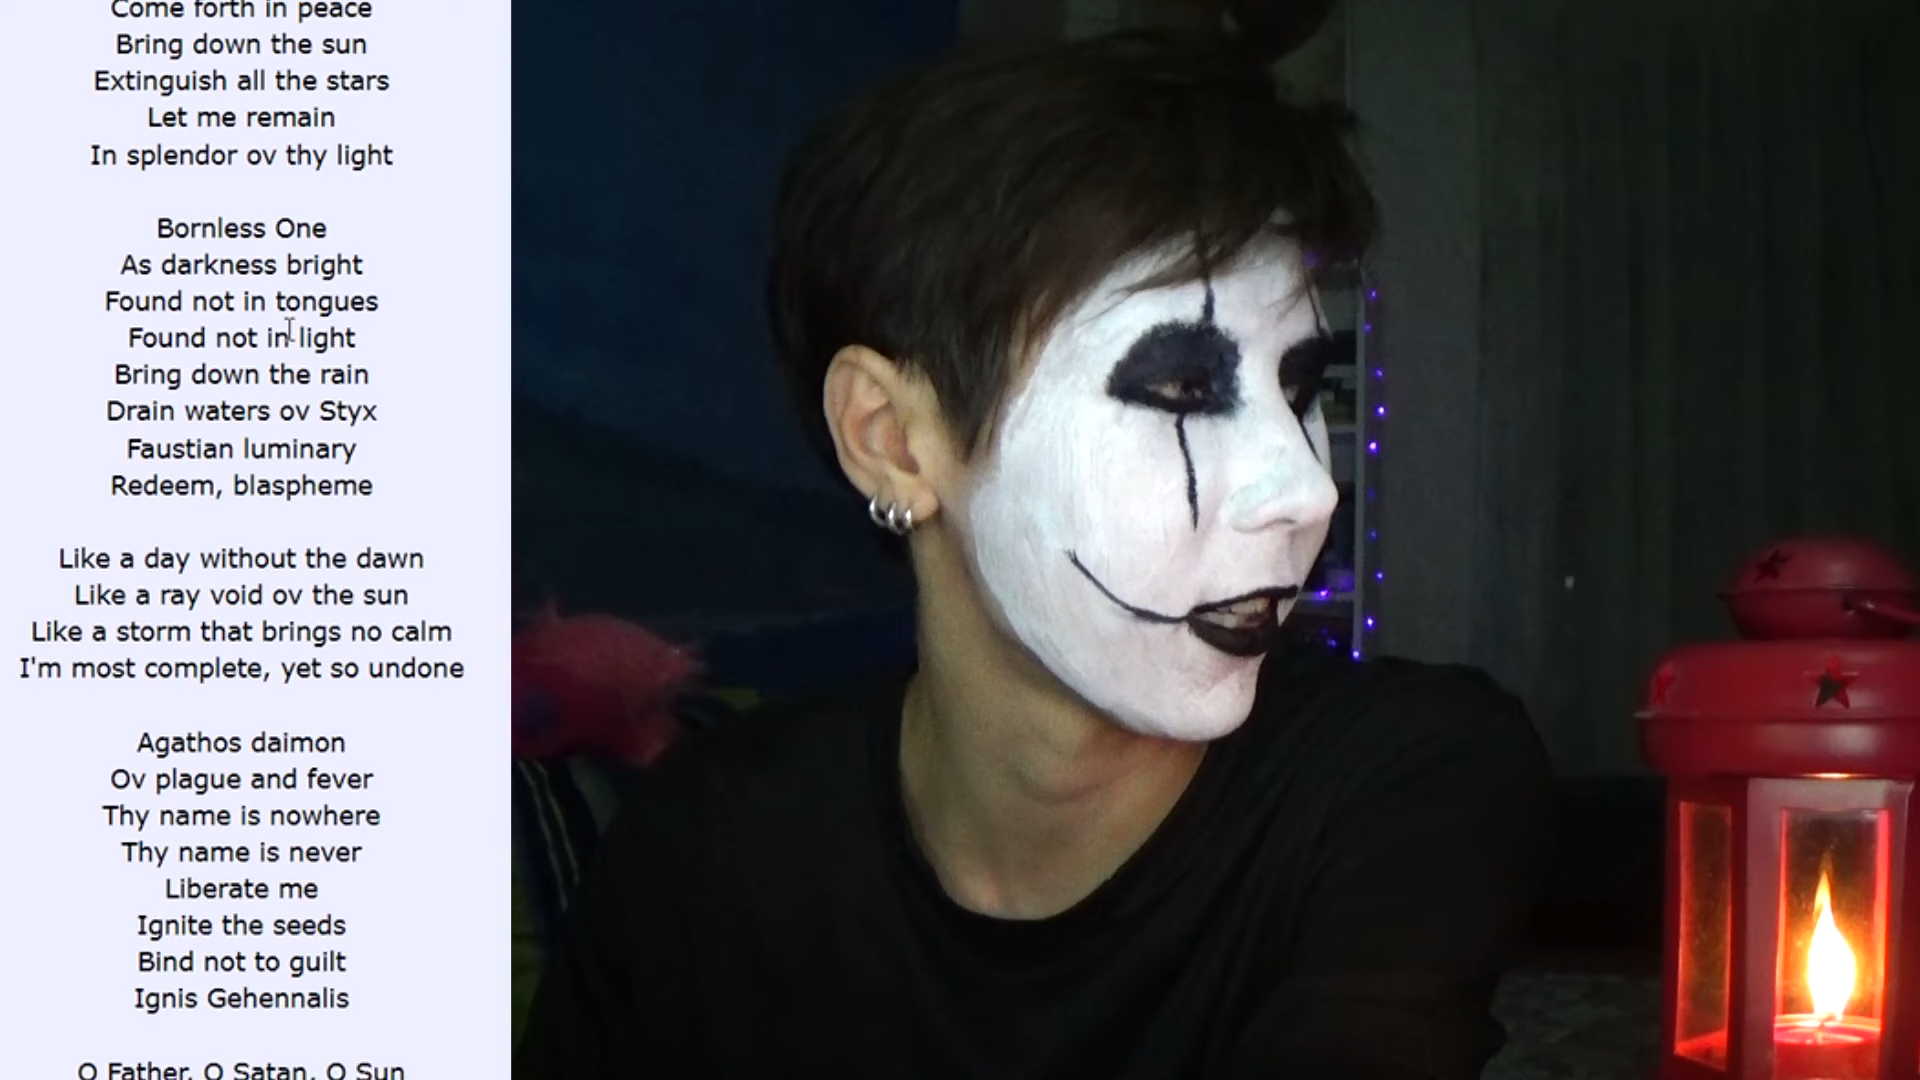 Come forth in peace
Bring down the sun
Extinguish all the stars
Let me remain
In splendor ov thy light
Bornless One
As darkness bright
Found not in tongues
Found not in light
Bring down the rain
Drain waters ov Styx
Faustian luminary
Redeem, blaspheme
Like a day without the dawn
Like a ray void ov the sun
Like a storm that brings no calm
I'm most complete, yet so undone
Agathos daimon
Ov plague and fever
Thy name is nowhere
Thy name is never
Liberate me
Ignite the seeds
Bind not to guilt
Ignis Gehennalis
O Father, O Satan, O Sun